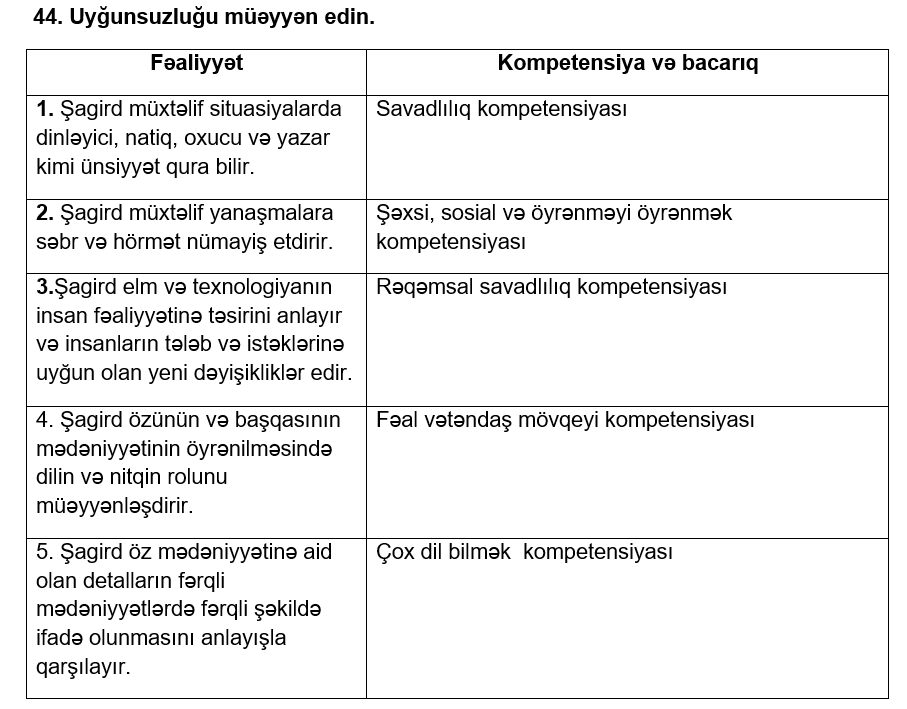 44. Uyğunsuzluğu müəyyən edin.
Fəaliyyət
Kompetensiya və bacarıq
1. Şagird müxtəlif situasiyalarda
dinləyici, natiq, oxucu və yazar
kimi ünsiyyət qura bilir.
Savadlılıq kompetensiyası
2. Şagird müxtəlif yanaşmalara
səbr və hörmət nümayiş etdirir.
Şəxsi, sosial və öyrənməyi öyrənmək
kompetensiyası
3.Şagird elm və texnologiyanın
insan fəaliyyətinə təsirini anlayır
və insanların tələb və istəklərinə
uyğun olan yeni dəyişikliklər edir.
Rəqəmsal savadlılıq kompetensiyası
4. Şagird özünün və başqasının
mədəniyyətinin öyrənilməsində
dilin və nitqin rolunu
müəyyənləşdirir.
Fəal vətəndaş mövqeyi kompetensiyası
5. Şagird öz mədəniyyətinə aid
olan detalların fərqli
mədəniyyətlərdə fərqli şəkildə
ifadə olunmasını anlayışla
qarşılayır.
Çox dil bilmək  kompetensiyası